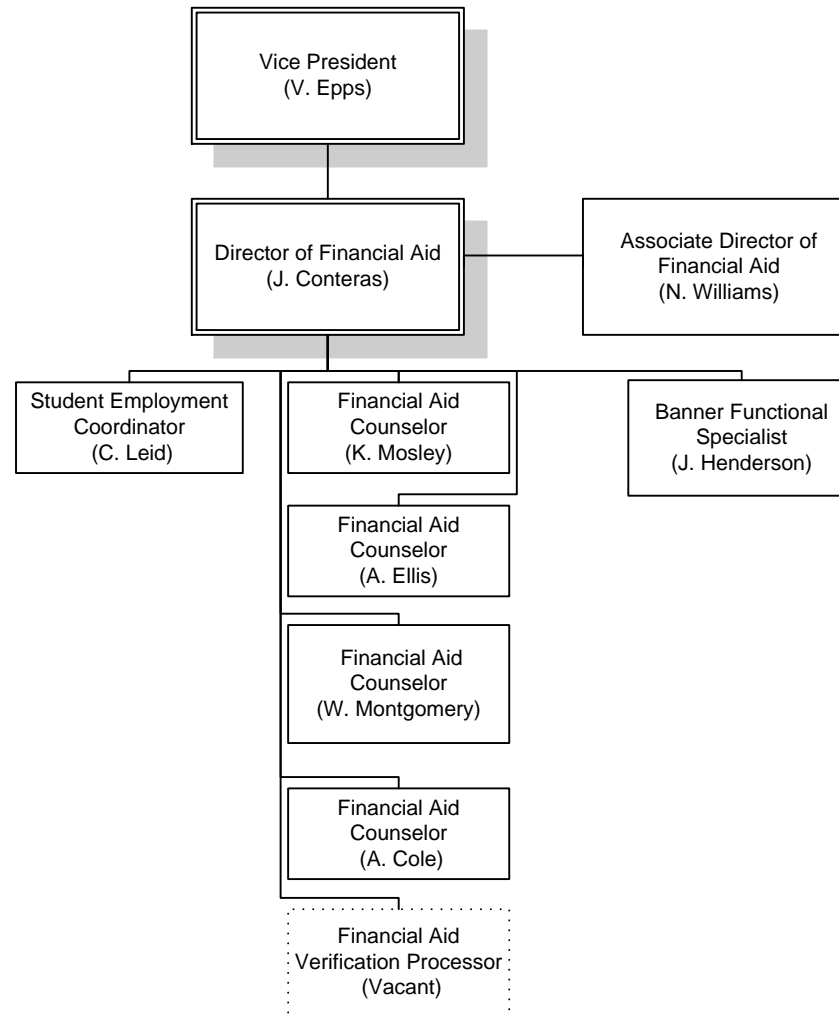 Vice President
(V. Epps)
Director of Financial Aid
(J. Conteras)
Associate Director of
Financial Aid
(N. Williams)
Student Employment
Coordinator
(C. Leid)
Financial Aid
Counselor
(K. Mosley)
Banner Functional
Specialist
(J. Henderson)
Financial Aid
Counselor
(A. Ellis)
Financial Aid
Counselor
(W. Montgomery)
Financial Aid
Counselor
(A. Cole)
Financial Aid
Verification Processor
(Vacant)